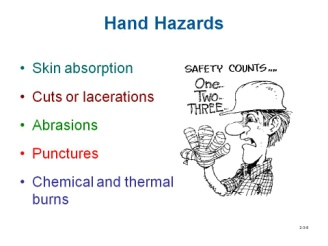 Hand Hazards
• Skin absorption
• Cuts or lacerations
• Abrasions
• Punctures
• Chemical and thermal
burns
SAFETY COUNTS....
One..
TWO-
THREE..